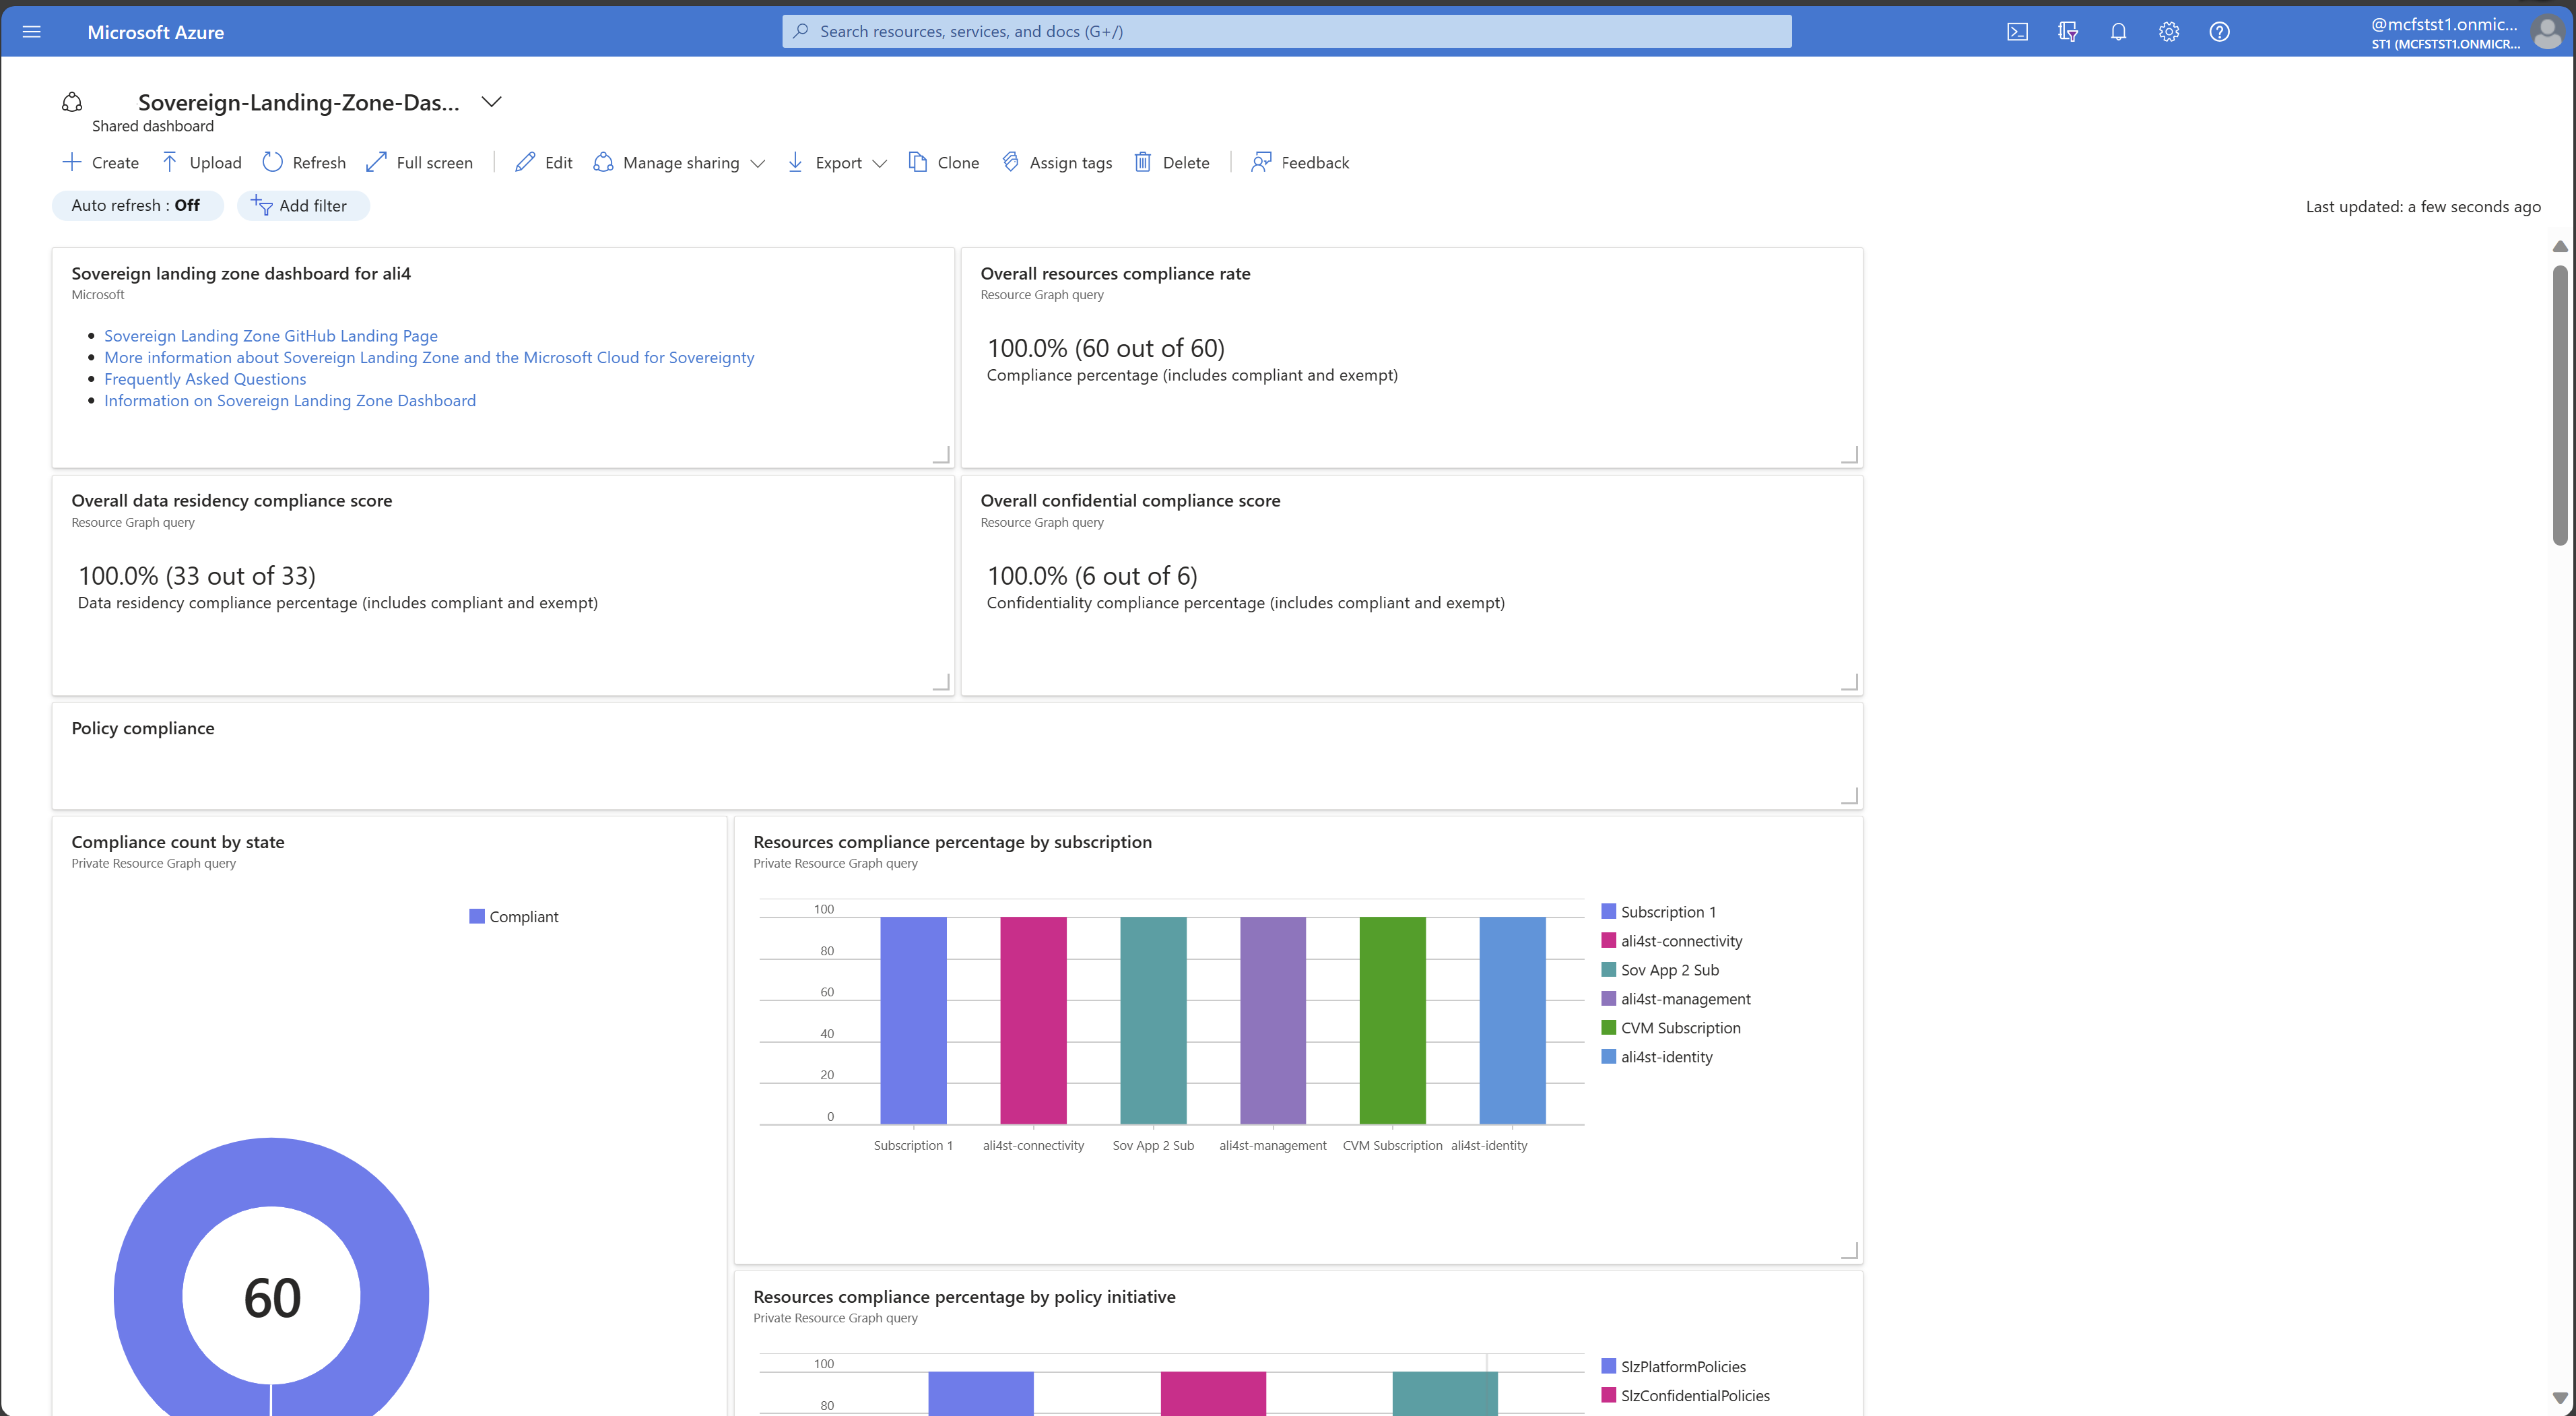 Microsoft Azure
Search resources, services, and docs (G+/)
@mcfstst1.onmic...
ST1 (MCFSTST1.ONMICR...
Sovereign-Landing-Zone-Das...
Shared dashboard
Create Upload Refresh Full screen Edit Manage sharing Export Clone Assign tags Delete Feedback
Auto refresh : Off Add filter
Last updated: a few seconds ago
Sovereign landing zone dashboard for ali4
Microsoft
Sovereign Landing Zone GitHub Landing Page
More information about Sovereign Landing Zone and the Microsoft Cloud for Sovereignty
Frequently Asked Questions
Information on Sovereign Landing Zone Dashboard
Overall resources compliance rate
Resource Graph query
100.0% (60 out of 60)
Compliance percentage (includes compliant and exempt)
Overall data residency compliance score
Resource Graph query
100.0% (33 out of 33)
Data residency compliance percentage (includes compliant and exempt)
Overall confidential compliance score
Resource Graph query
100.0% (6 out of 6)
Confidentiality compliance percentage (includes compliant and exempt)
Policy compliance
Compliance count by state
Private Resource Graph query
Compliant
60
Resources compliance percentage by subscription
Private Resource Graph query
100
80
60
40
20
0
Subscription 1 ali4st-connectivity Sov App 2 Sub ali4st-management CVM Subscription ali4st-identity
Subscription 1
ali4st-connectivity
Sov App 2 Sub
ali4st-management
CVM Subscription
ali4st-identity
Resources compliance percentage by policy initiative
Private Resource Graph query
100
80
SlzPlatformPolicies
SlzConfidentialPolicies